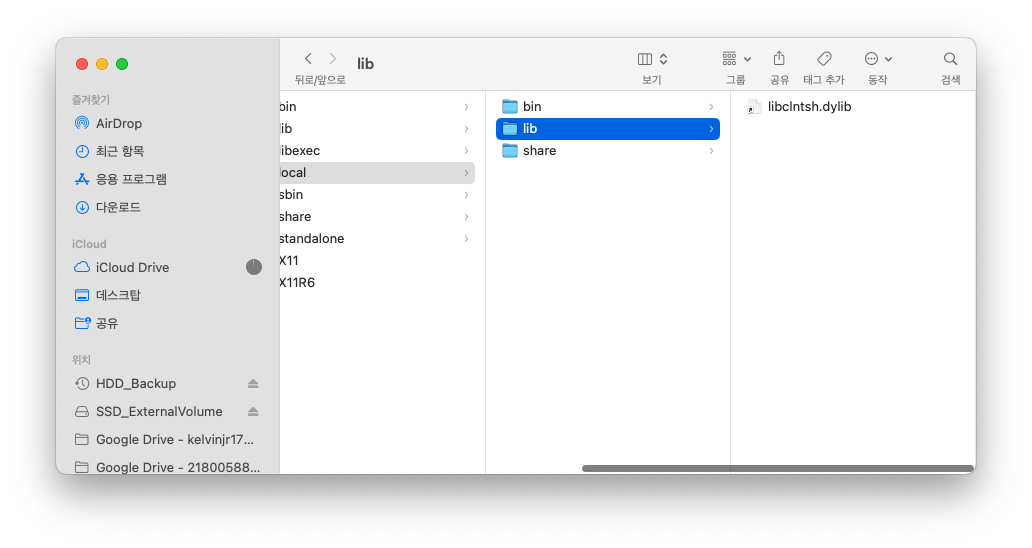 lib
뒤로/앞으로
보기
그룹
공유
태그 추가
동작
검색
즐겨찾기
AirDrop
최근 항목
응용 프로그램
다운로드
iCloud
iCloud Drive
데스크탑
공유
위치
HDD_Backup
SSD_ExternalVolume
Google Drive - kelvinjr17...
Google Drive - 21800588...
bin
lib
libexec
local
sbin
share
standalone
X11
X11R6
bin
lib
share
libclntsh.dylib